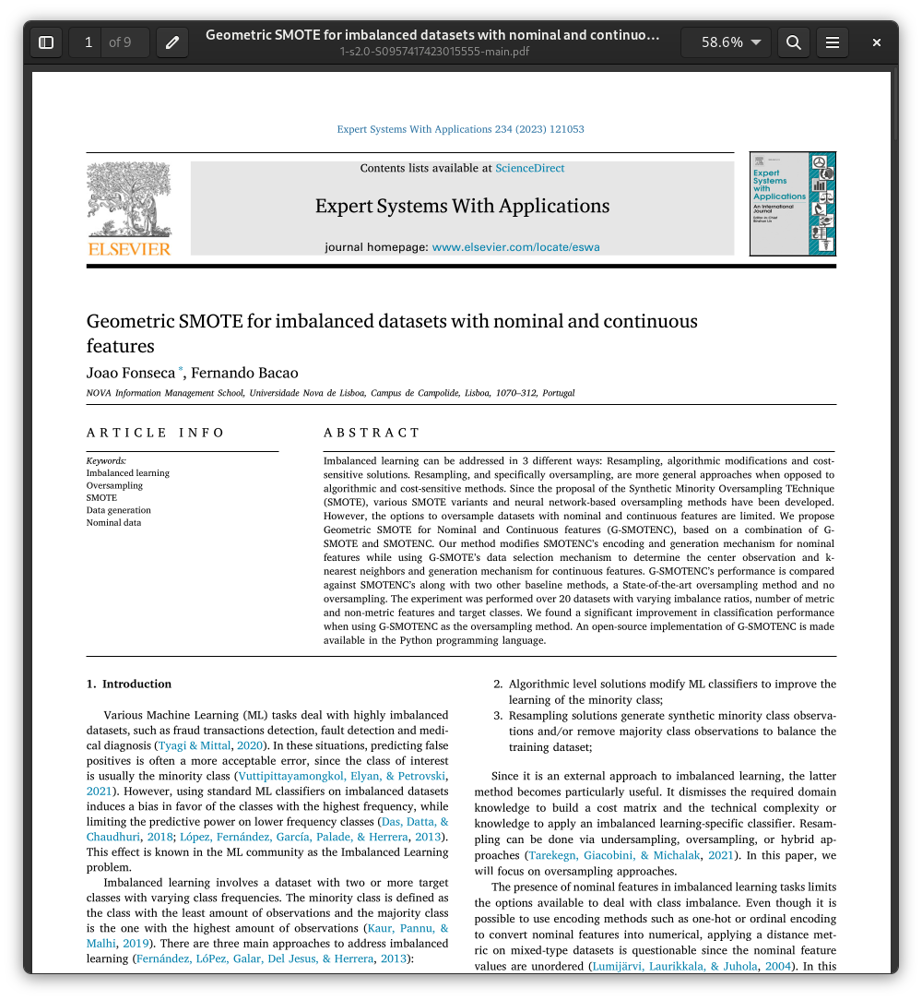 1 of 9
Geometric SMOTE for imbalanced datasets with nominal and continuo…
1-s2.0-S0957417423015555-main.pdf
58.6%
Expert Systems With Applications 234 (2023) 121053
Contents lists available at ScienceDirect
Expert Systems With Applications
journal homepage: www.elsevier.com/locate/eswa
ELSEVIER
Expert
Systems
with
Applications
An International
Journal
Geometric SMOTE for imbalanced datasets with nominal and continuous
features
Joao Fonseca *, Fernando Bacao
NOVA Information Management School, Universidade Nova de Lisboa, Campus de Campolide, Lisboa, 1070–312, Portugal
ARTICLE INFO
Keywords:
Imbalanced learning
Oversampling
SMOTE
Data generation
Nominal data
ABSTRACT
Imbalanced learning can be addressed in 3 different ways: Resampling, algorithmic modifications and cost-
sensitive solutions. Resampling, and specifically oversampling, are more general approaches when opposed to
algorithmic and cost-sensitive methods. Since the proposal of the Synthetic Minority Oversampling TEchnique
(SMOTE), various SMOTE variants and neural network-based oversampling methods have been developed.
However, the options to oversample datasets with nominal and continuous features are limited. We propose
Geometric SMOTE for Nominal and Continuous features (G-SMOTENC), based on a combination of G-
SMOTE and SMOTENC. Our method modifies SMOTENC's encoding and generation mechanism for nominal
features while using G-SMOTE's data selection mechanism to determine the center observation and k-
nearest neighbors and generation mechanism for continuous features. G-SMOTENC's performance is compared
against SMOTENC's along with two other baseline methods, a State-of-the-art oversampling method and no
oversampling. The experiment was performed over 20 datasets with varying imbalance ratios, number of metric
and non-metric features and target classes. We found a significant improvement in classification performance
when using G-SMOTENC as the oversampling method. An open-source implementation of G-SMOTENC is made
available in the Python programming language.
1. Introduction
Various Machine Learning (ML) tasks deal with highly imbalanced
datasets, such as fraud transactions detection, fault detection and medi-
cal diagnosis (Tyagi & Mittal, 2020). In these situations, predicting false
positives is often a more acceptable error, since the class of interest
is usually the minority class (Vuttipittayamongkol, Elyan, & Petrovski,
2021). However, using standard ML classifiers on imbalanced datasets
induces a bias in favor of the classes with the highest frequency, while
limiting the predictive power on lower frequency classes (Das, Datta, &
Chaudhuri, 2018; López, Fernández, García, Palade, & Herrera, 2013).
This effect is known in the ML community as the Imbalanced Learning
problem.
Imbalanced learning involves a dataset with two or more target
classes with varying class frequencies. The minority class is defined as
the class with the least amount of observations and the majority class
is the one with the highest amount of observations (Kaur, Pannu, &
Malhi, 2019). There are three main approaches to address imbalanced
learning (Fernández, LóPez, Galar, Del Jesus, & Herrera, 2013):
2. Algorithmic level solutions modify ML classifiers to improve the
learning of the minority class;
3. Resampling solutions generate synthetic minority class observa-
tions and/or remove majority class observations to balance the
training dataset;
Since it is an external approach to imbalanced learning, the latter
method becomes particularly useful. It dismisses the required domain
knowledge to build a cost matrix and the technical complexity or
knowledge to apply an imbalanced learning-specific classifier. Resam-
pling can be done via undersampling, oversampling, or hybrid ap-
proaches (Tarekegn, Giacobini, & Michalak, 2021). In this paper, we
will focus on oversampling approaches.
The presence of nominal features in imbalanced learning tasks limits
the options available to deal with class imbalance. Even though it is
possible to use encoding methods such as one-hot or ordinal encoding
to convert nominal features into numerical, applying a distance met-
ric on mixed-type datasets is questionable since the nominal feature
values are unordered (Lumijärvi, Laurikkala, & Juhola, 2004). In this